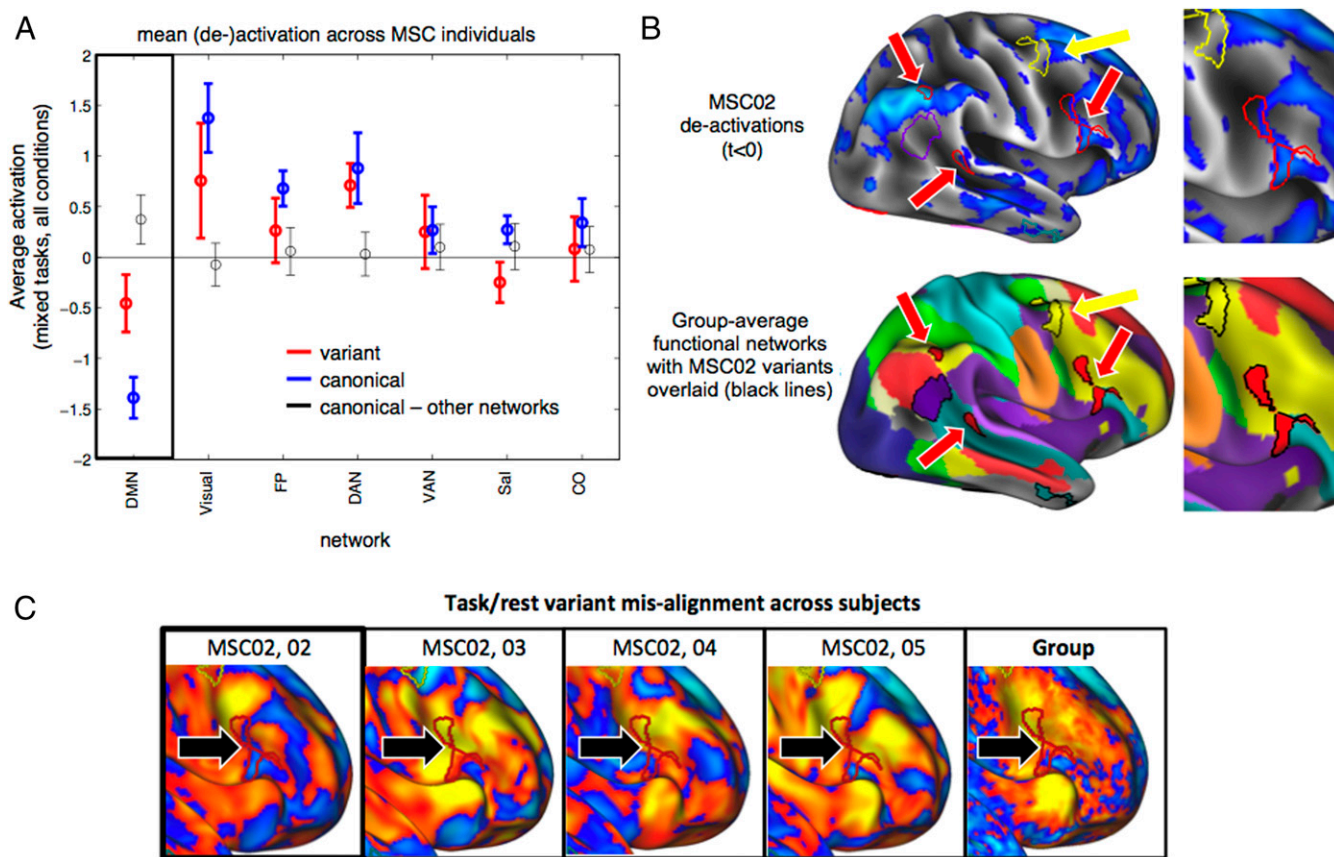 A
mean (de-)activation across MSC individuals
Average activation
(mixed tasks, all conditions)
2
1.5
1
0.5
0
−0.5
−1
−1.5
−2
variant
canonical
canonical – other networks
DMN
Visual
FP
DAN
VAN
Sal
CO
network
B
MSC02
de-activations
(t<0)
Group-average
functional networks
with MSC02 variants
overlaid (black lines)
C
Task/rest variant mis-alignment across subjects
MSC02, 02
MSC02, 03
MSC02, 04
MSC02, 05
Group